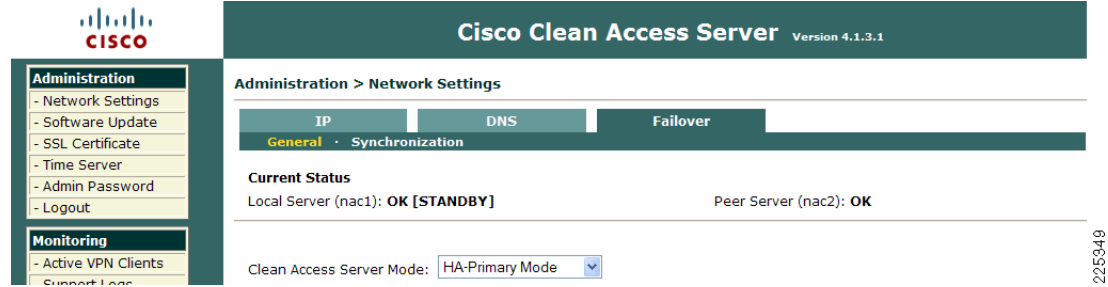 CISCO
Cisco Clean Access Server Version 4.1.3.1
Administration
- Network Settings
- Software Update
- SSL Certificate
- Time Server
- Admin Password
- Logout
Monitoring
- Active VPN Clients
- Support Logs
Administration > Network Settings
IP DNS Failover
General · Synchronization
Current Status
Local Server (nac1): OK [STANDBY] Peer Server (nac2): OK
Clean Access Server Mode: HA-Primary Mode
225349